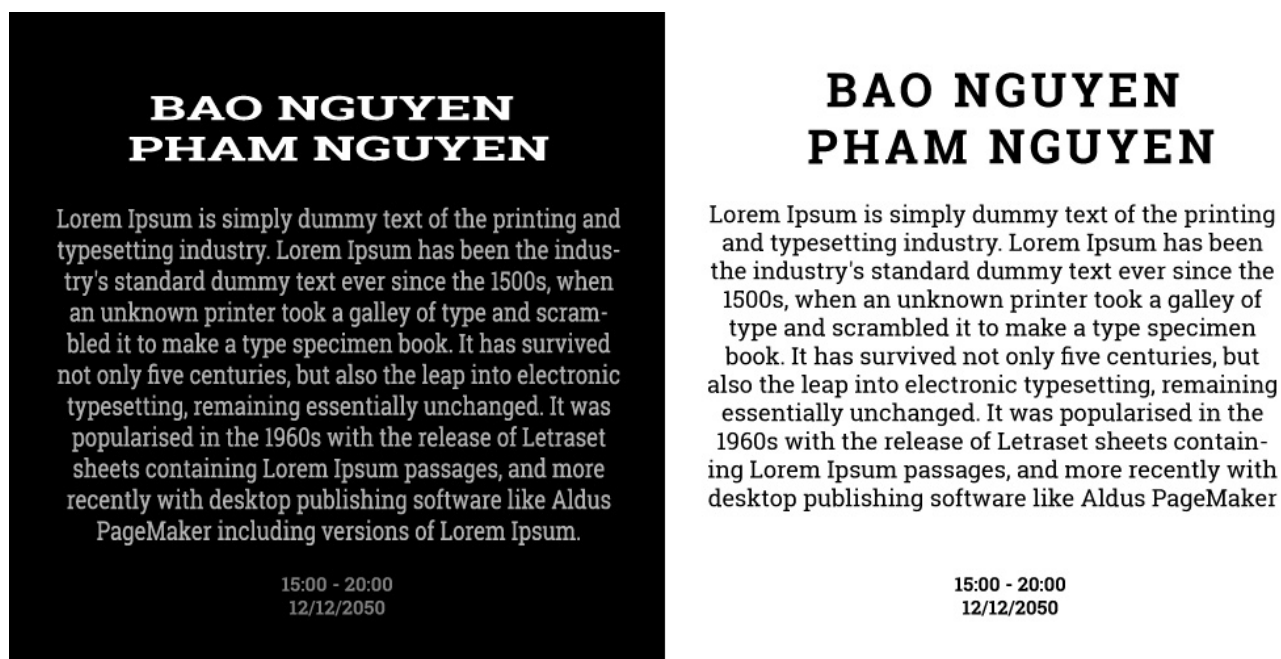 BAO NGUYEN
PHAM NGUYEN
Lorem Ipsum is simply dummy text of the printing and
typesetting industry. Lorem Ipsum has been the indus-
try's standard dummy text ever since the 1500s, when
an unknown printer took a galley of type and scram-
bled it to make a type specimen book. It has survived
not only five centuries, but also the leap into electronic
typesetting, remaining essentially unchanged. It was
popularised in the 1960s with the release of Letraset
sheets containing Lorem Ipsum passages, and more
recently with desktop publishing software like Aldus
PageMaker including versions of Lorem Ipsum.
15:00 - 20:00
12/12/2050
BAO NGUYEN
PHAM NGUYEN
Lorem Ipsum is simply dummy text of the printing
and typesetting industry. Lorem Ipsum has been
the industry's standard dummy text ever since the
1500s, when an unknown printer took a galley of
type and scrambled it to make a type specimen
book. It has survived not only five centuries, but
also the leap into electronic typesetting, remaining
essentially unchanged. It was popularised in the
1960s with the release of Letraset sheets contain-
ing Lorem Ipsum passages, and more recently with
desktop publishing software like Aldus PageMaker
15:00 - 20:00
12/12/2050